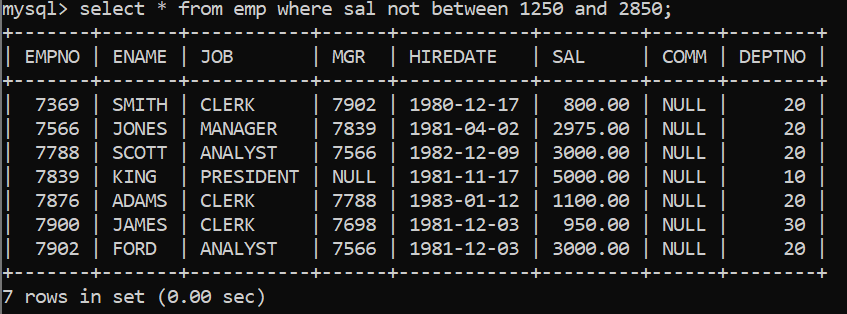 mysql> select * from emp where sal not between 1250 and 2850;
+-------+-------+-----------+------+------------+---------+------+--------+
| EMPNO | ENAME | JOB       | MGR  | HIREDATE   | SAL     | COMM | DEPTNO |
+-------+-------+-----------+------+------------+---------+------+--------+
|  7369 | SMITH | CLERK     | 7902 | 1980-12-17 |  800.00 | NULL |     20 |
|  7566 | JONES | MANAGER   | 7839 | 1981-04-02 | 2975.00 | NULL |     20 |
|  7788 | SCOTT | ANALYST   | 7566 | 1982-12-09 | 3000.00 | NULL |     20 |
|  7839 | KING  | PRESIDENT | NULL | 1981-11-17 | 5000.00 | NULL |     10 |
|  7876 | ADAMS | CLERK     | 7788 | 1983-01-12 | 1100.00 | NULL |     20 |
|  7900 | JAMES | CLERK     | 7698 | 1981-12-03 |  950.00 | NULL |     30 |
|  7902 | FORD  | ANALYST   | 7566 | 1981-12-03 | 3000.00 | NULL |     20 |
+-------+-------+-----------+------+------------+---------+------+--------+
7 rows in set (0.00 sec)